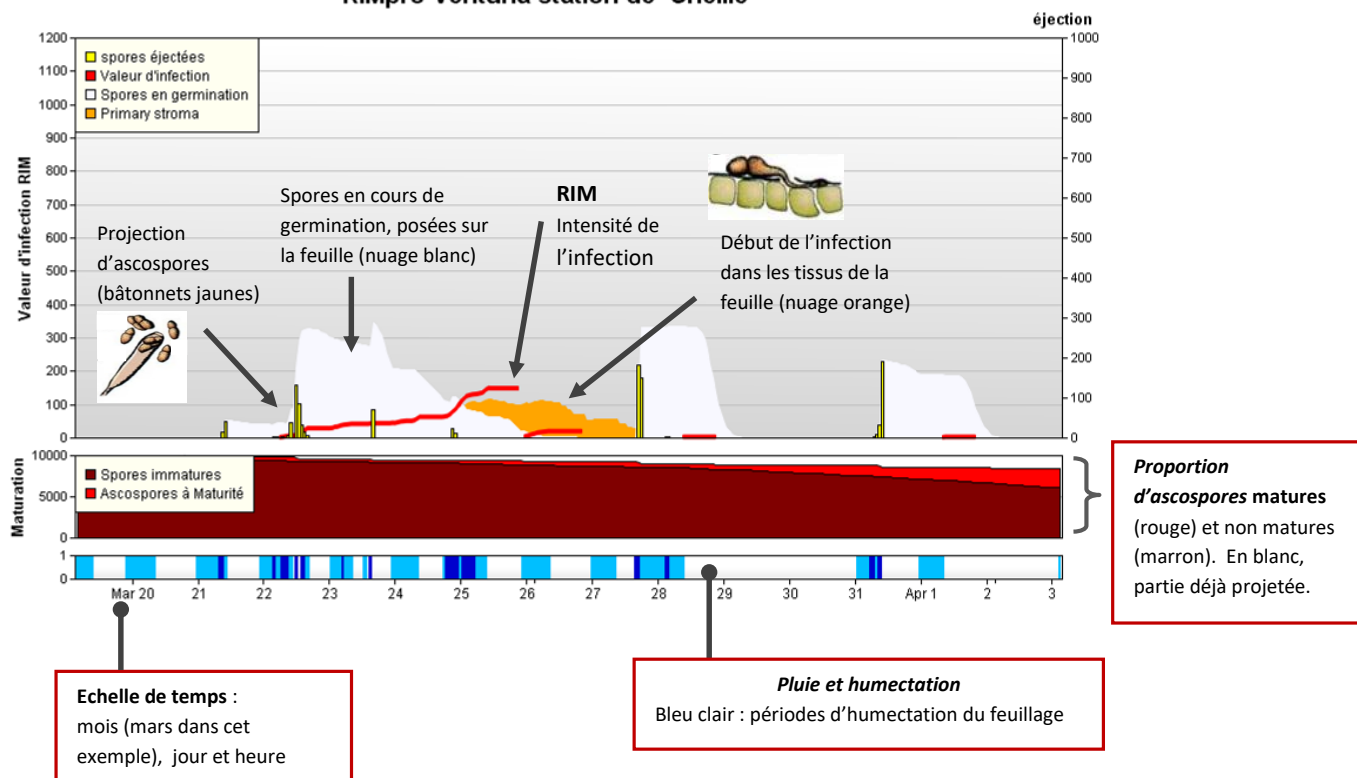 RIMpro-Venturia station de Cheillé
éjection
1200
1100
1000
900
800
700
600
500
400
300
200
100
0
Valeur d'infection RIM
spores éjectées
Valeur d'infection
Spores en germination
Primary stroma
1000
900
800
700
600
500
400
300
200
100
0
Projection
d'ascospores
(bâtonnets jaunes)
Spores en cours de
germination, posées sur
la feuille (nuage blanc)
RIM
Intensité de
l'infection
Début de l'infection
dans les tissus de la
feuille (nuage orange)
10000
5000
0
Maturation
Spores immatures
Ascospores à Maturité
1
0
Mar 20 21 22 23 24 25 26 27 28 29 30 31 Apr 1 2 3
Proportion
d'ascospores matures
(rouge) et non matures
(marron). En blanc,
partie déjà projetée.
Echelle de temps :
mois (mars dans cet
exemple), jour et heure
Pluie et humectation
Bleu clair : périodes d'humectation du feuillage